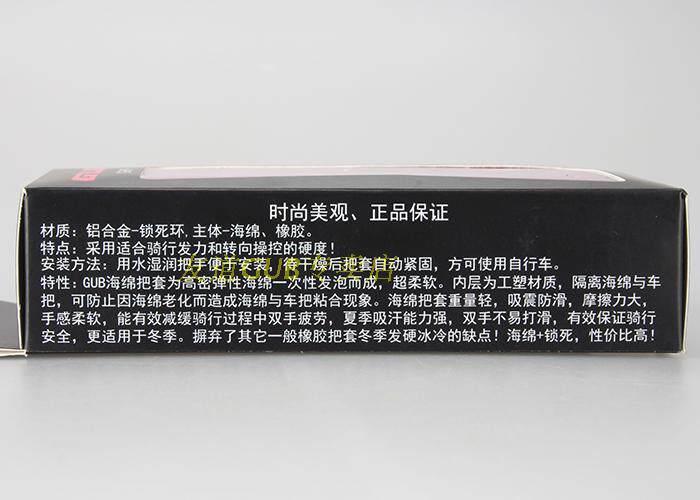 时尚美观、正品保证
材质：铝合金-锁死环,主体-海绵、橡胶。
特点：采用适合骑行发力和转向操控的硬度！
安装方法：用水湿润把手便于安装，待干燥后把套自动紧固，方可使用自行车。
特性：GUB海绵把套为高密弹性海绵一次性发泡而成，超柔软。内层为工塑材质，隔离海绵与车
把，可防止因海绵老化而造成海绵与车把粘合现象。海绵把套重量轻，吸震防滑，摩擦力大，
手感柔软，能有效减缓骑行过程中双手疲劳，夏季吸汗能力强，双手不易打滑，有效保证骑行
安全，更适用于冬季。摒弃了其它一般橡胶把套冬季发硬冰冷的缺点！海绵+锁死，性价比高！